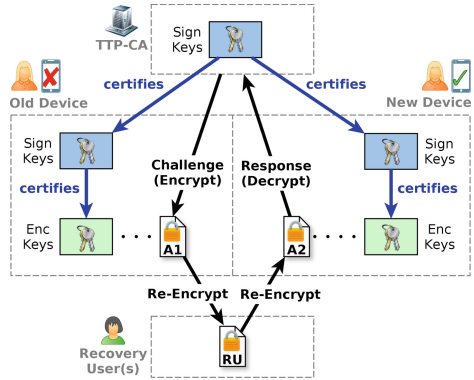 TTP-CA
Sign
Keys
certifies
certifies
Old Device
New Device
Sign
Keys
Challenge
(Encrypt)
Response
(Decrypt)
Sign
Keys
certifies
certifies
Enc
Keys
A1
A2
Enc
Keys
Re-Encrypt
Re-Encrypt
Recovery
User(s)
RU